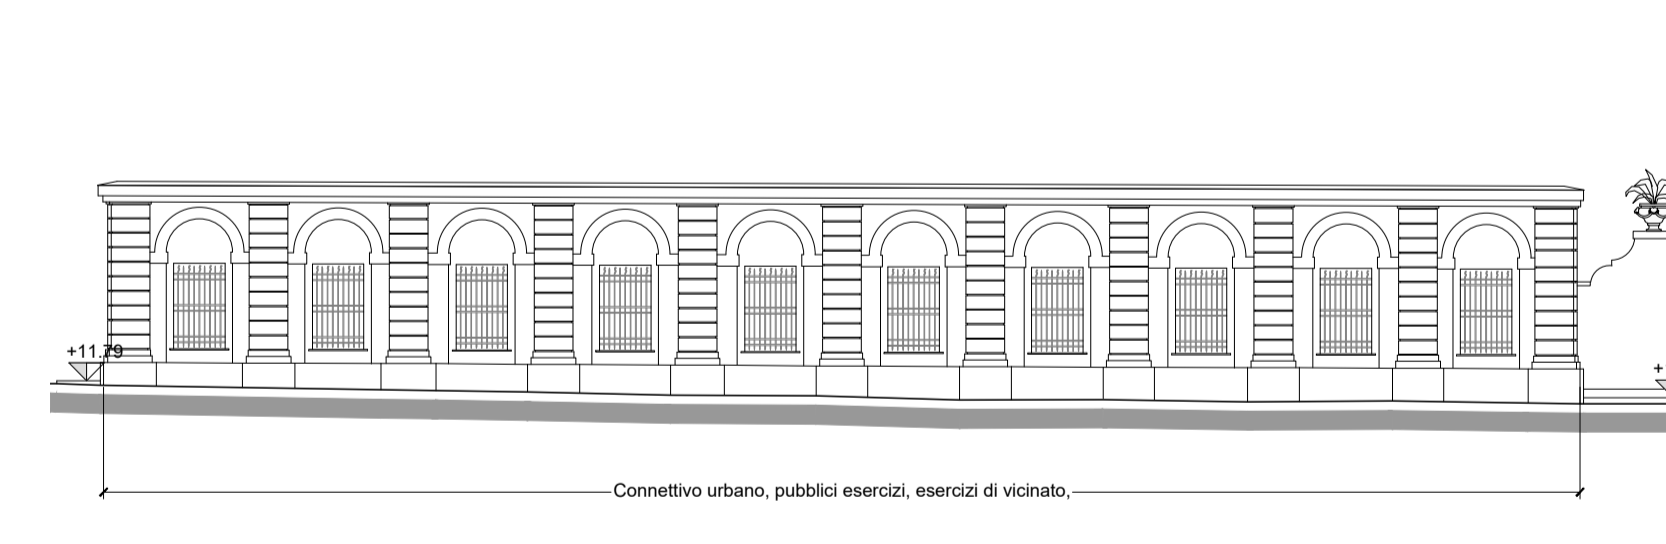 +11.79
+
Connettivo urbano, pubblici esercizi, esercizi di vicinato,